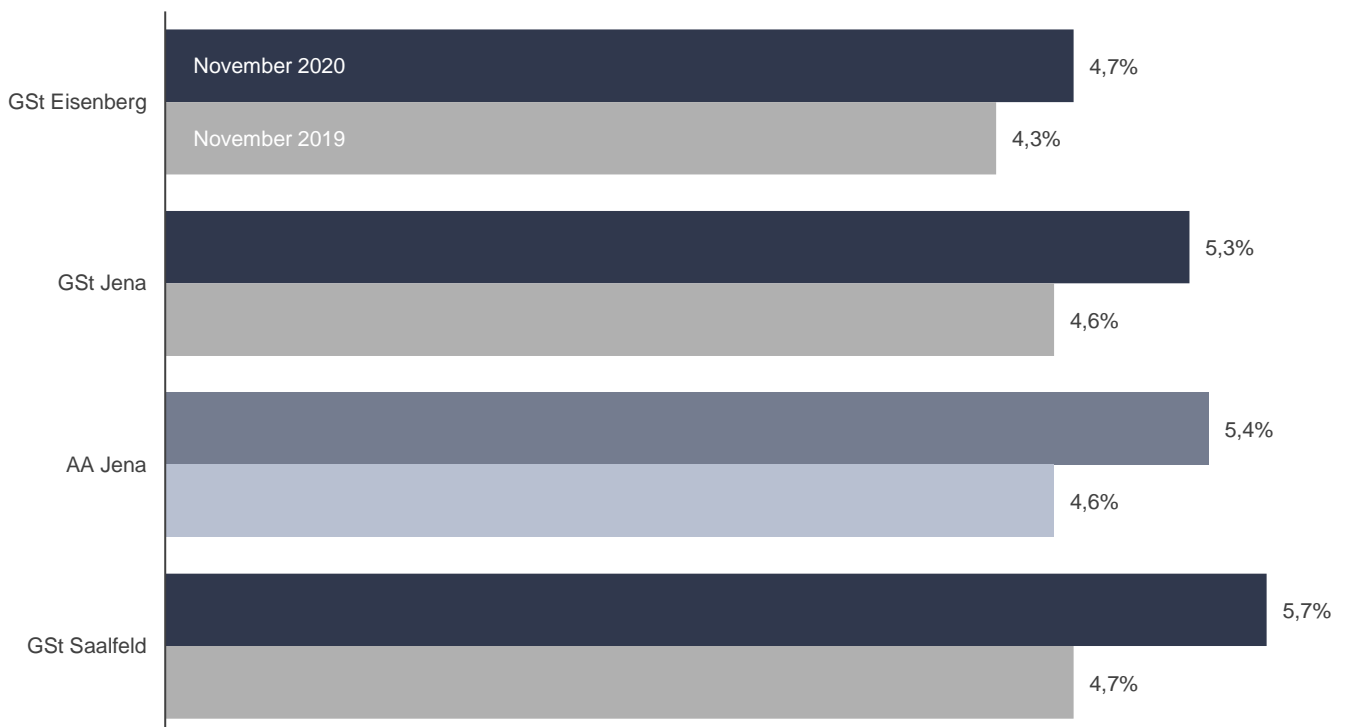 November 2020
4,7%
GSt Eisenberg
November 2019
4,3%
5,3%
GSt Jena
4,6%
5,4%
AA Jena
4,6%
5,7%
GSt Saalfeld
4,7%